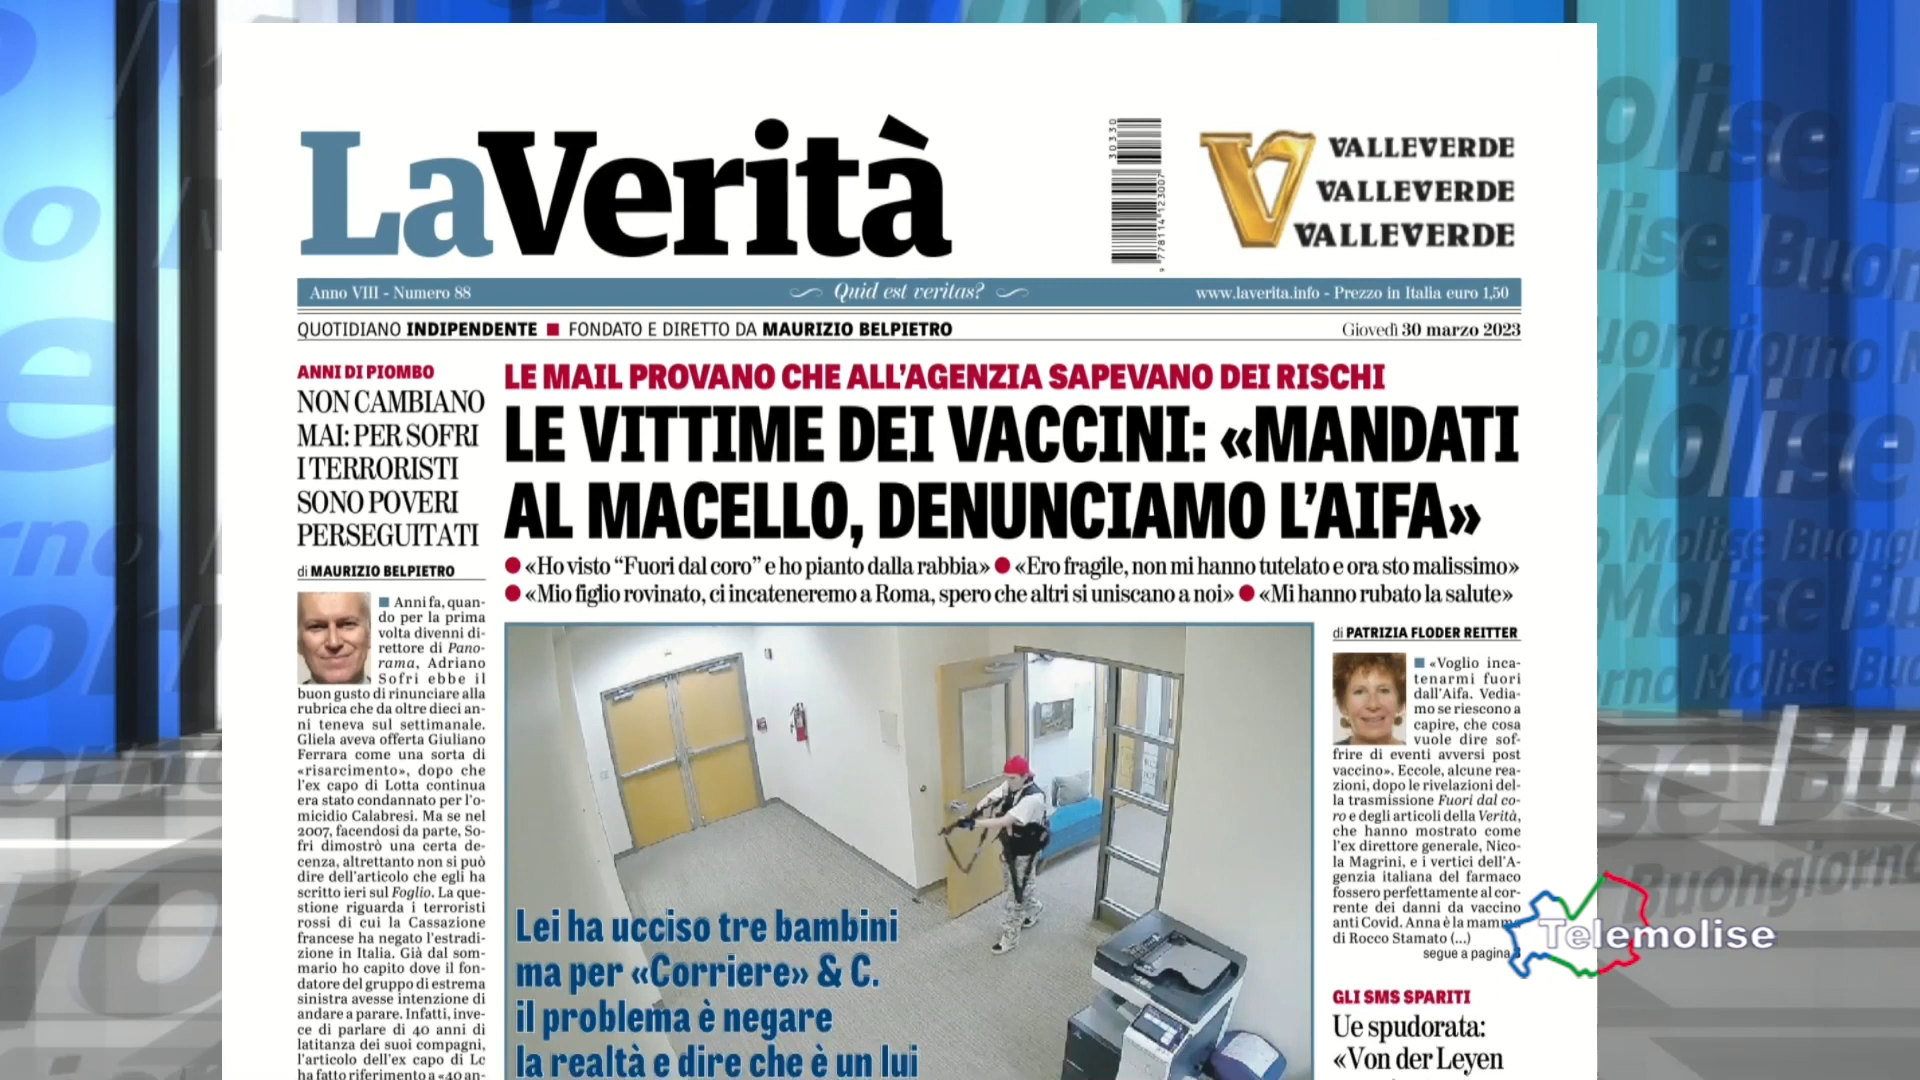 LaVerità
30330
9 778114 123007
VALLEVERDE
VALLEVERDE
VALLEVERDE
Anno VIII - Numero 88
Quid est veritas?
www.laverita.info - Prezzo in Italia euro 1,50
QUOTIDIANO INDIPENDENTE ■ FONDATO E DIRETTO DA MAURIZIO BELPIETRO
Giovedì 30 marzo 2023
ANNI DI PIOMBO
NON CAMBIANO
MAI: PER SOFRI
I TERRORISTI
SONO POVERI
PERSEGUITATI
di MAURIZIO BELPIETRO
■ Anni fa, quan-
do per la prima
volta divenni di-
rettore di Pano-
rama, Adriano
Sofri ebbe il
buon gusto di rinunciare alla
rubrica che da oltre dieci an-
ni teneva sul settimanale.
Gliela aveva offerta Giuliano
Ferrara come una sorta di
«risarcimento», dopo che
l'ex capo di Lotta continua
era stato condannato per l'o-
micidio Calabresi. Ma se nel
2007, facendosi da parte, So-
fri dimostrò una certa de-
cenza, altrettanto non si può
dire dell'articolo che egli ha
scritto ieri sul Foglio. La que-
stione riguarda i terroristi
rossi di cui la Cassazione
francese ha negato l'estradi-
zione in Italia. Già dal som-
mario ho capito dove il fon-
datore del gruppo di estrema
sinistra avesse intenzione di
andare a parare. Infatti, inve-
ce di parlare di 40 anni di
latitanza dei suoi compagni,
l'articolo dell'ex capo di Lc
ha fatto riferimento a «40 an-
LE MAIL PROVANO CHE ALL'AGENZIA SAPEVANO DEI RISCHI
LE VITTIME DEI VACCINI: «MANDATI
AL MACELLO, DENUNCIAMO L'AIFA»
● «Ho visto “Fuori dal coro” e ho pianto dalla rabbia» ● «Ero fragile, non mi hanno tutelato e ora sto malissimo»
● «Mio figlio rovinato, ci incateneremo a Roma, spero che altri si uniscano a noi» ● «Mi hanno rubato la salute»
Lei ha ucciso tre bambini
ma per «Corriere» & C.
il problema è negare
la realtà e dire che è un lui
di PATRIZIA FLODER REITTER
■ «Voglio inca-
tenarmi fuori
dall'Aifa. Vedia-
mo se riescono a
capire, che cosa
vuole dire sof-
frire di eventi avversi post
vaccino». Eccole, alcune rea-
zioni, dopo le rivelazioni del-
la trasmissione Fuori dal co-
ro e degli articoli della Verità,
che hanno mostrato come
l'ex direttore generale, Nico-
la Magrini, e i vertici dell'A-
genzia italiana del farmaco
fossero perfettamente al cor-
rente dei danni da vaccino
anti Covid. Anna è la mamma
di Rocco Stamato (...)
segue a pagina
GLI SMS SPARITI
Ue spudorata:
«Von der Leyen
Telemolise